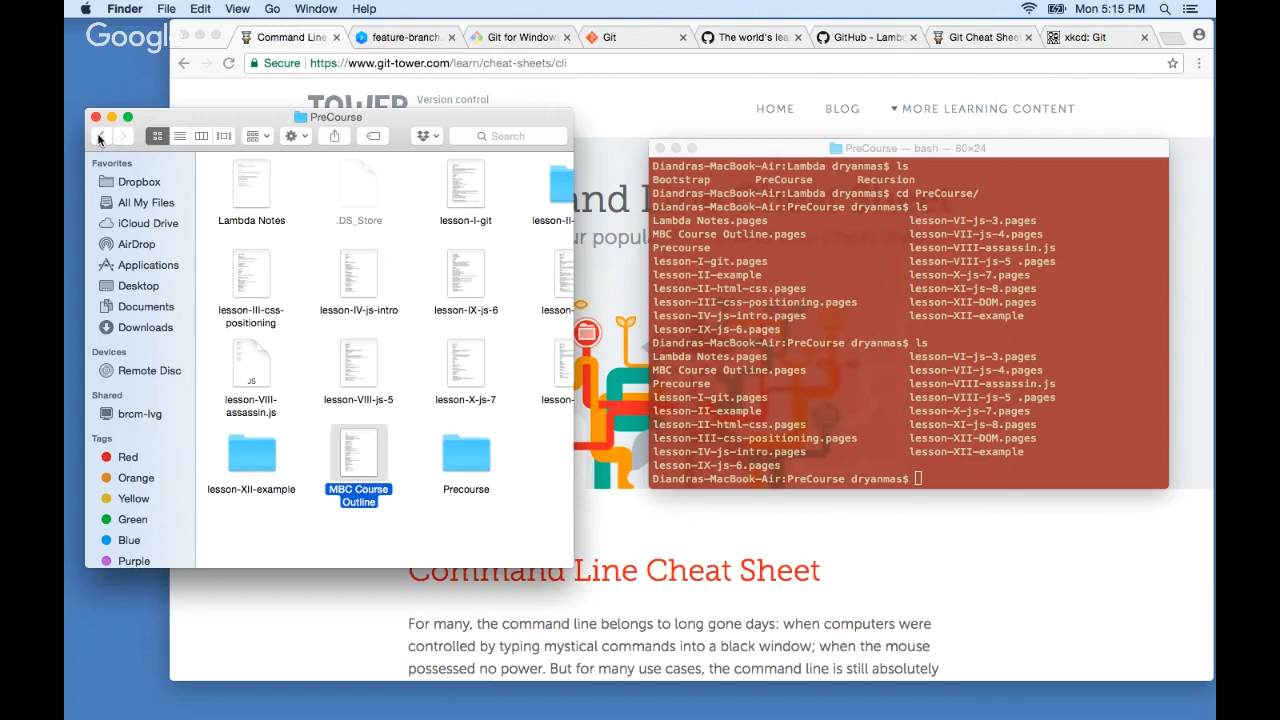 Finder File Edit View Go Window Help Mon 5:15 PM
Google
Command Line
feature-branch.
Git for Window
Git
The world's lea
GitHub - Lamb
Git Cheat Shee
xkcd: Git
Secure https://www.git-tower.com/learn/cheat-sheets/cli
TOWER Version control
HOME BLOG MORE LEARNING CONTENT
PreCourse
Search
Favorites
Dropbox
All My Files
iCloud Drive
AirDrop
Applications
Desktop
Documents
Downloads
Devices
Remote Disc
Shared
brcm-lvg
Tags
Red
Orange
Yellow
Green
Blue
Purple
Lambda Notes .DS_Store lesson-I-git lesson-II-
lesson-III-css-
positioning lesson-IV-js-intro lesson-IX-js-6 lesson-
JS
lesson-VIII-
assassin.js lesson-VIII-js-5 lesson-X-js-7 lesson-
lesson-XII-example MBC Course
Outline Precourse
PreCourse — bash — 80×24
Diandras-MacBook-Air:Lambda dryanmas$ ls
Bootstrap PreCourse Recursion
Diandras-MacBook-Air:Lambda dryanmas$ cd PreCourse/
Diandras-MacBook-Air:PreCourse dryanmas$ ls
Lambda Notes.pages lesson-VI-js-3.pages
MBC Course Outline.pages lesson-VII-js-4.pages
Precourse lesson-VIII-assassin.js
lesson-I-git.pages lesson-VIII-js-5 .pages
lesson-II-example lesson-X-js-7.pages
lesson-II-html-css.pages lesson-XI-js-8.pages
lesson-III-css-positioning.pages lesson-XII-DOM.pages
lesson-IV-js-intro.pages lesson-XII-example
lesson-IX-js-6.pages
Diandras-MacBook-Air:PreCourse dryanmas$ ls
Lambda Notes.pages lesson-VI-js-3.pages
MBC Course Outline.pages lesson-VII-js-4.pages
Precourse lesson-VIII-assassin.js
lesson-I-git.pages lesson-VIII-js-5 .pages
lesson-II-example lesson-X-js-7.pages
lesson-II-html-css.pages lesson-XI-js-8.pages
lesson-III-css-positioning.pages lesson-XII-DOM.pages
lesson-IV-js-intro.pages lesson-XII-example
lesson-IX-js-6.pages
Diandras-MacBook-Air:PreCourse dryanmas$
Command Line Cheat Sheet
For many, the command line belongs to long gone days: when computers were
controlled by typing mystical commands into a black window; when the mouse
possessed no power. But for many use cases, the command line is still absolutely